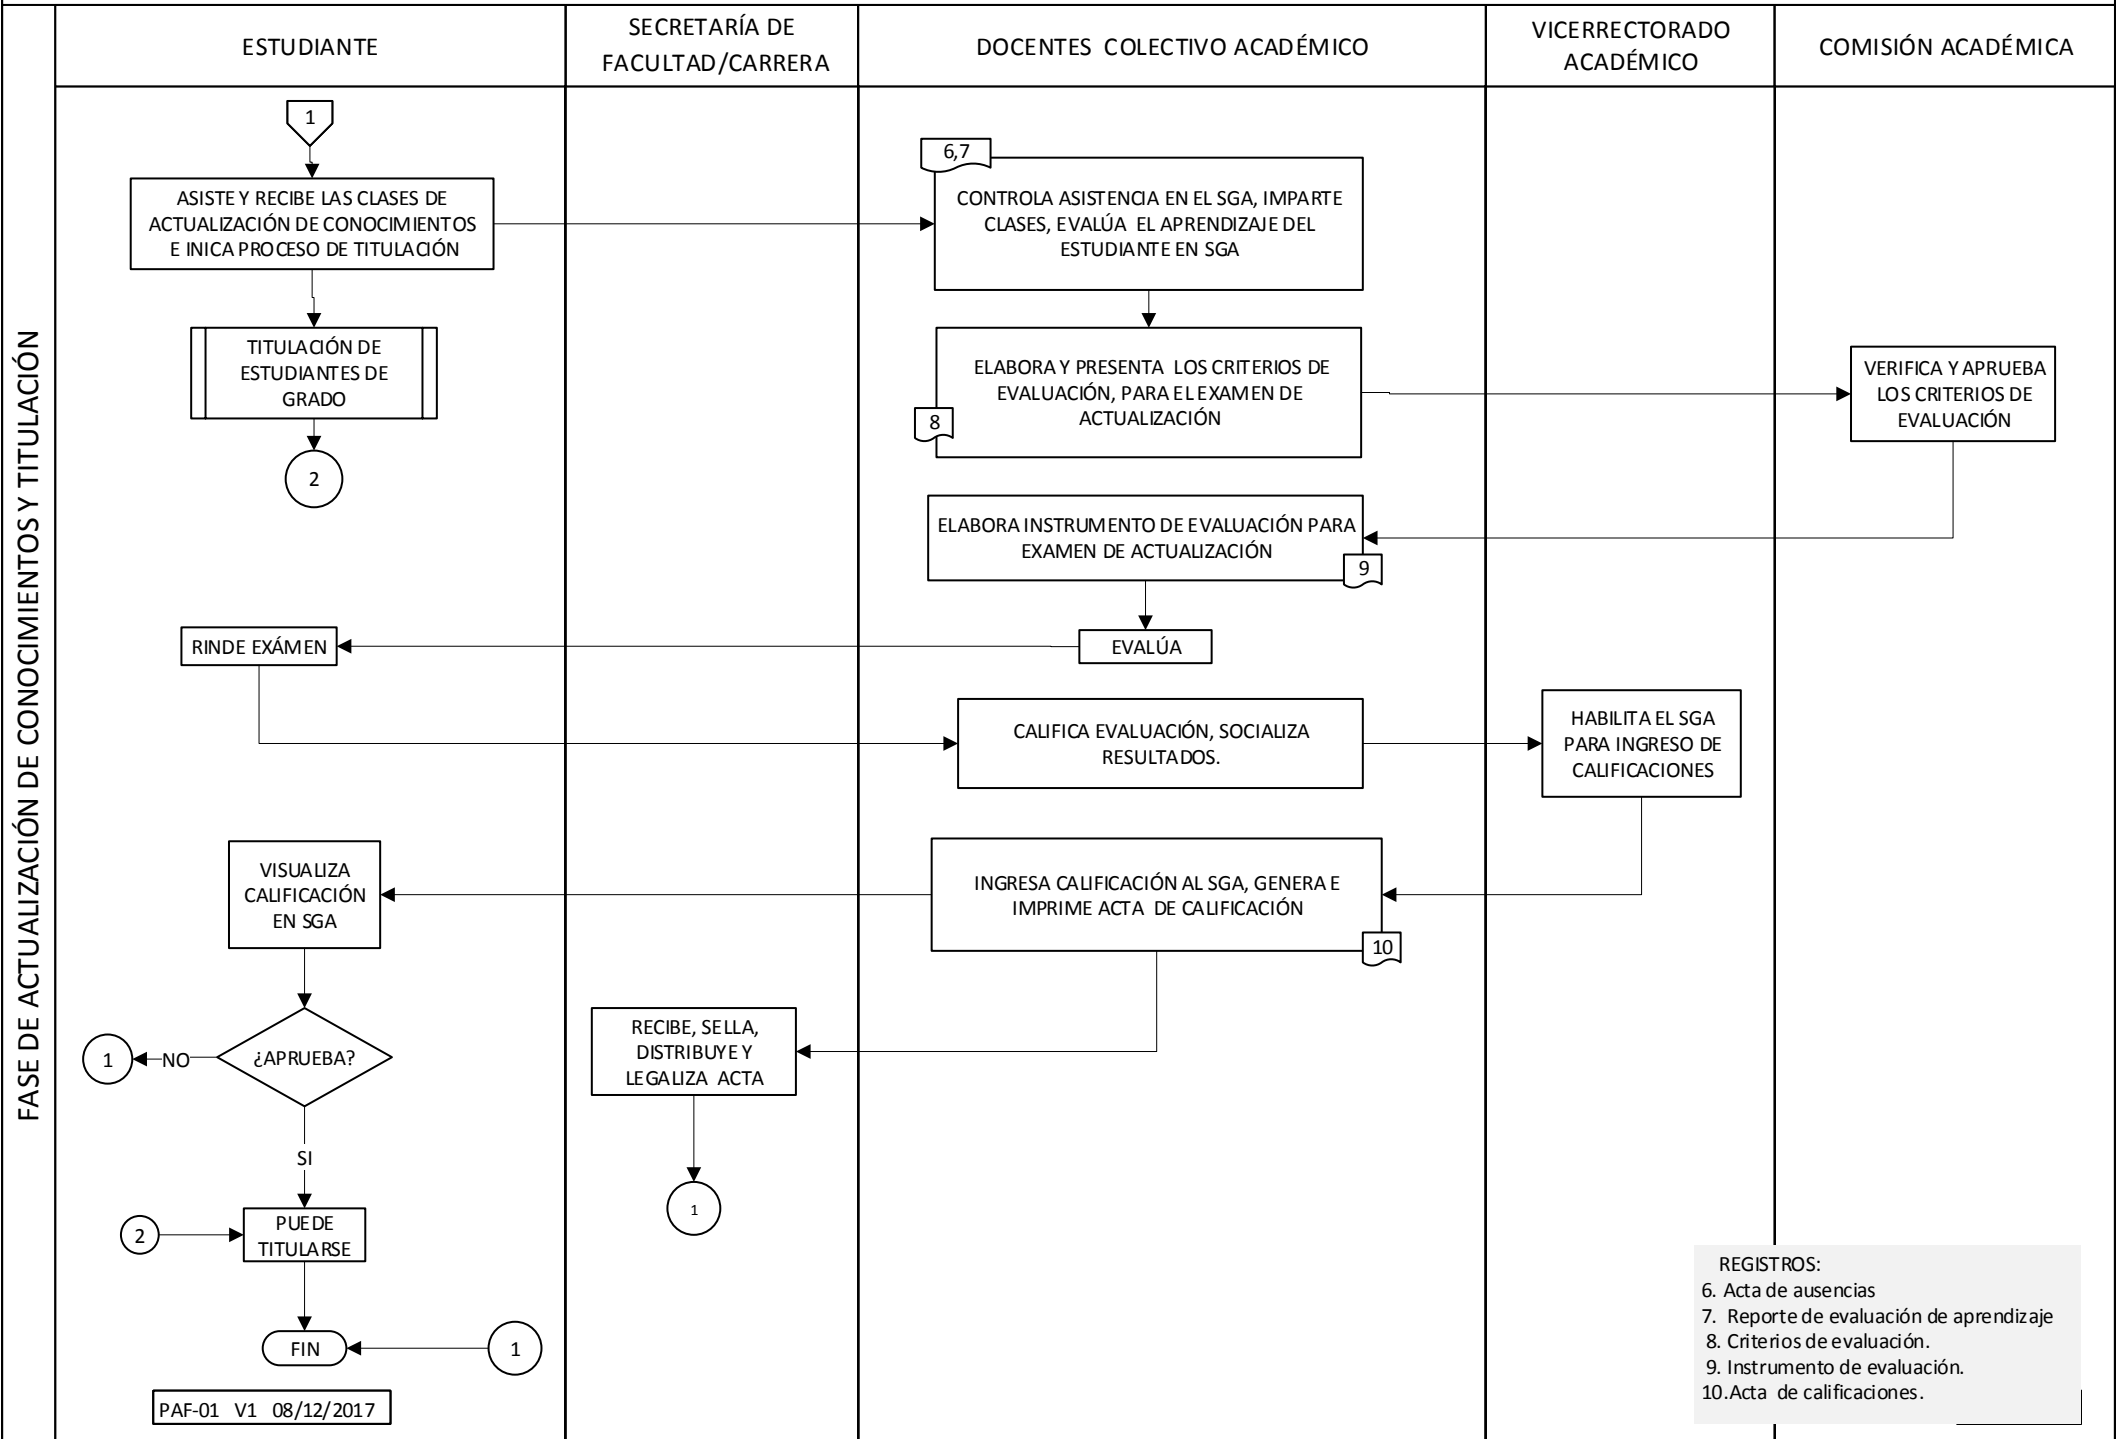 ESTUDIANTE
SECRETARÍA DE
FACULTAD/CARRERA
DOCENTES COLECTIVO ACADÉMICO
VICERRECTORADO
ACADÉMICO
COMISIÓN ACADÉMICA
FASE DE ACTUALIZACIÓN DE CONOCIMIENTOS Y TITULACIÓN
1
ASISTE Y RECIBE LAS CLASES DE
ACTUALIZACIÓN DE CONOCIMIENTOS
E INICA PROCESO DE TITULACIÓN
6,7
CONTROLA ASISTENCIA EN EL SGA, IMPARTE
CLASES, EVALÚA EL APRENDIZAJE DEL
ESTUDIANTE EN SGA
TITULACIÓN DE
ESTUDIANTES DE
GRADO
ELABORA Y PRESENTA LOS CRITERIOS DE
EVALUACIÓN, PARA EL EXAMEN DE
ACTUALIZACIÓN
8
VERIFICA Y APRUEBA
LOS CRITERIOS DE
EVALUACIÓN
2
ELABORA INSTRUMENTO DE EVALUACIÓN PARA
EXAMEN DE ACTUALIZACIÓN
9
RINDE EXÁMEN
EVALÚA
CALIFICA EVALUACIÓN, SOCIALIZA
RESULTADOS.
HABILITA EL SGA
PARA INGRESO DE
CALIFICACIONES
VISUALIZA
CALIFICACIÓN
EN SGA
INGRESA CALIFICACIÓN AL SGA, GENERA E
IMPRIME ACTA DE CALIFICACIÓN
10
1
NO
¿APRUEBA?
RECIBE, SELLA,
DISTRIBUYE Y
LEGALIZA ACTA
SI
1
2
PUEDE
TITULARSE
FIN
1
PAF-01 V1 08/12/2017
REGISTROS:
6. Acta de ausencias
7. Reporte de evaluación de aprendizaje
8. Criterios de evaluación.
9. Instrumento de evaluación.
10.Acta de calificaciones.